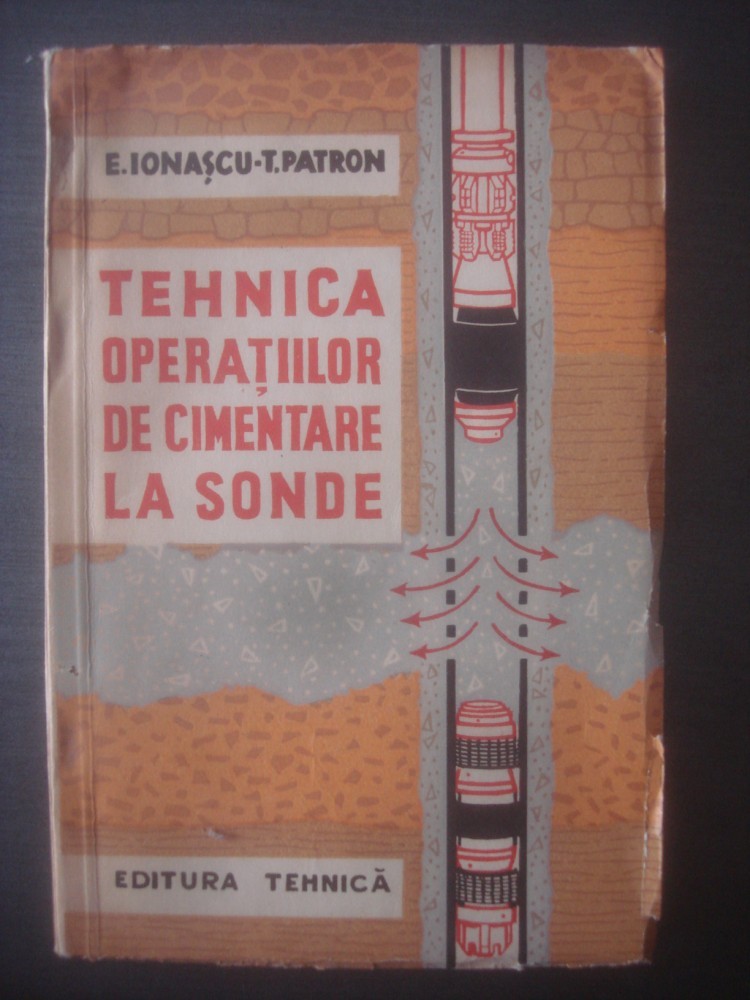 E.IONAȘCU-T.PATRON
TEHNICA
OPERAȚIILOR
DE CIMENTARE
LA SONDE
EDITURA TEHNICĂ